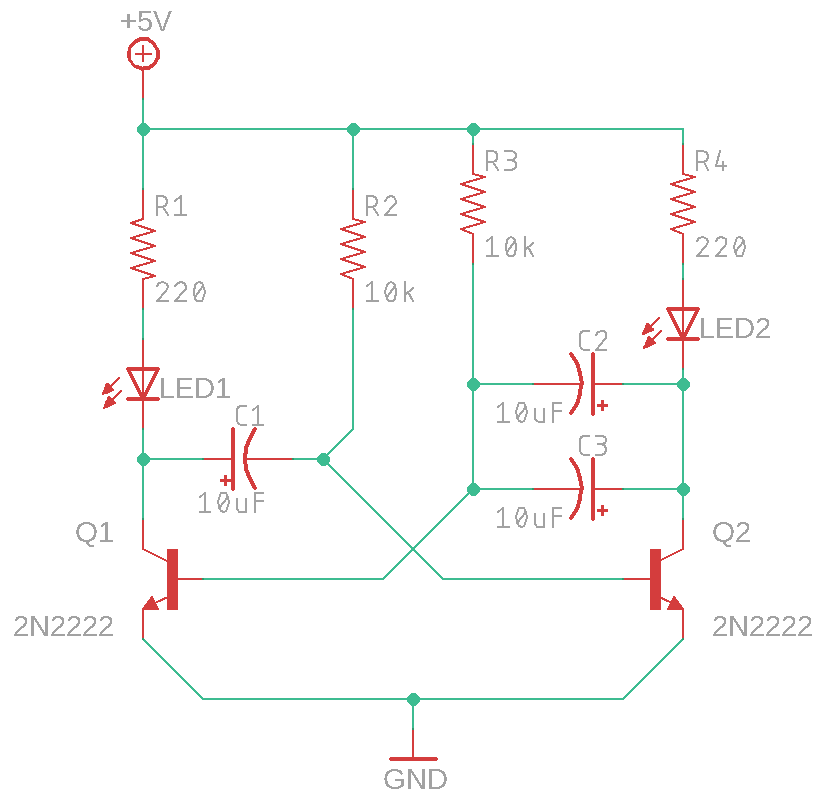 +5V
R1
220
R2
10k
R3
10k
R4
220
LED1
LED2
C1
10uF
C2
10uF
C3
10uF
Q1
2N2222
Q2
2N2222
GND